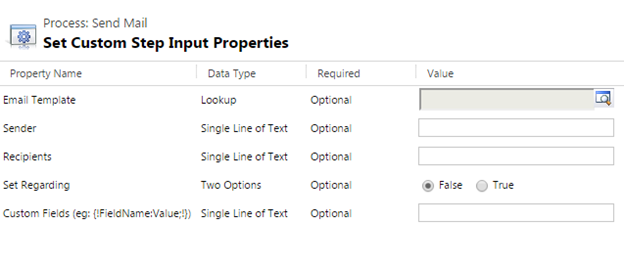 Process: Send Mail
Set Custom Step Input Properties
Property Name Data Type Required Value
Email Template Lookup Optional
Sender Single Line of Text Optional
Recipients Single Line of Text Optional
Set Regarding Two Options Optional False True
Custom Fields (eg: {!FieldName:Value;!}) Single Line of Text Optional